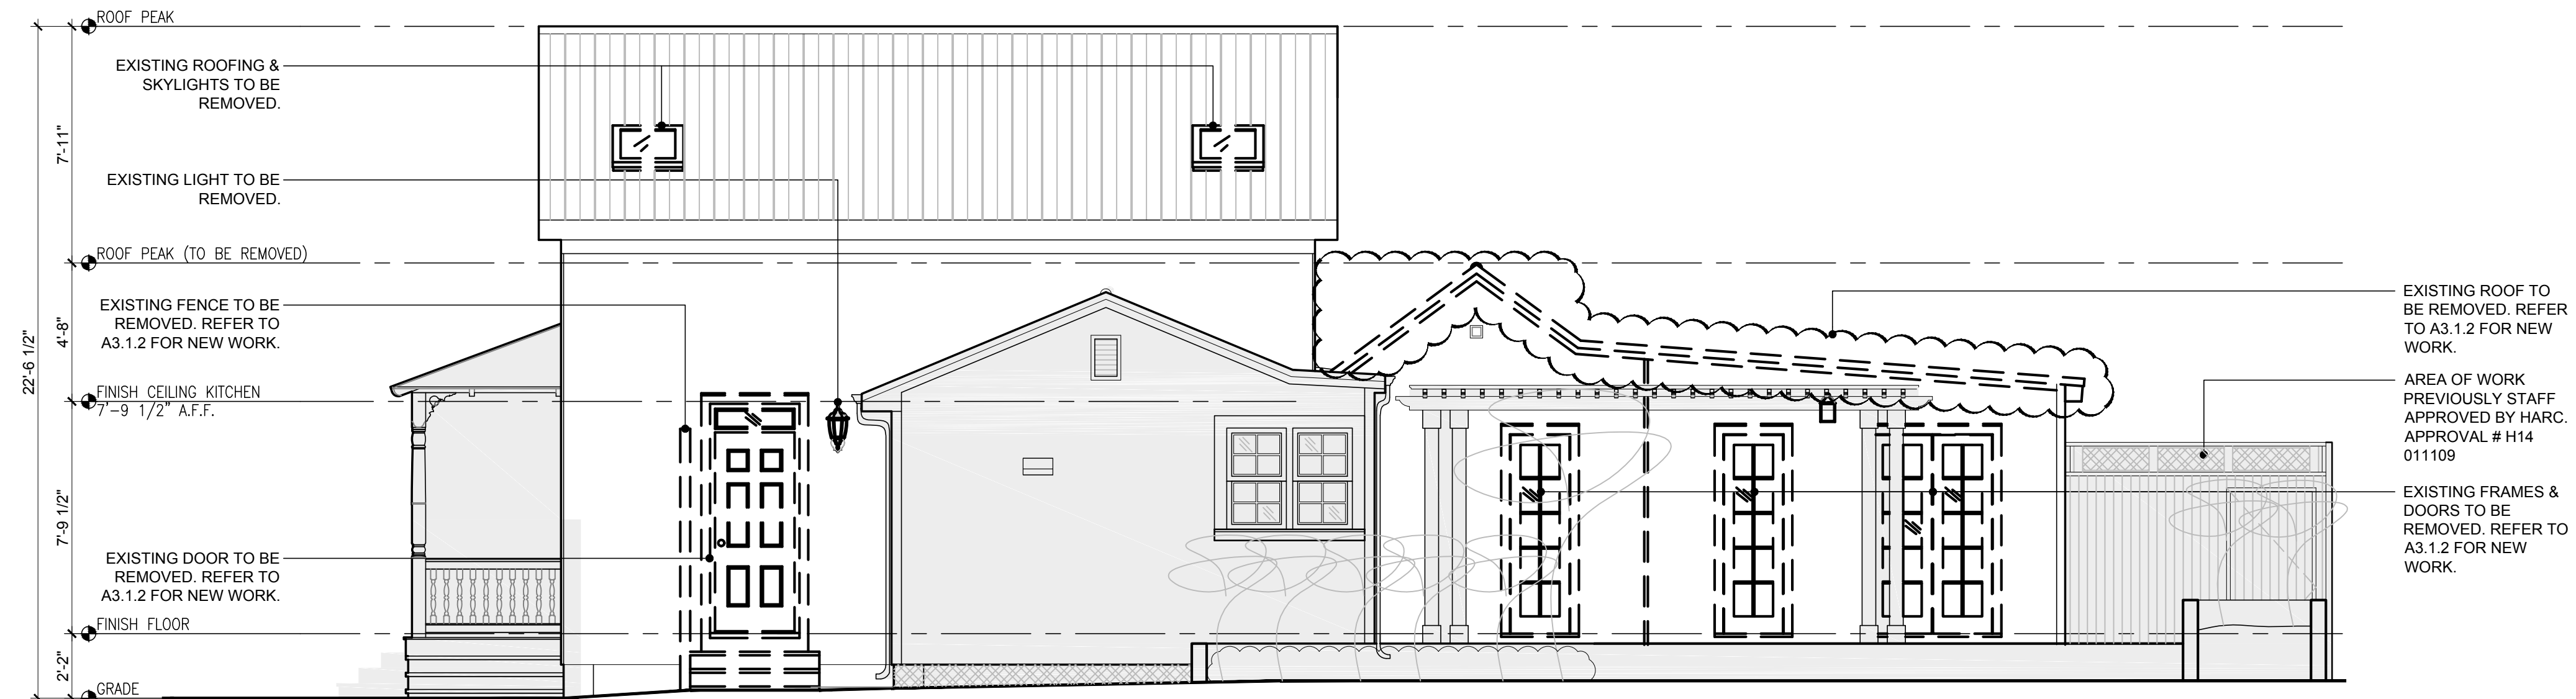 ROOF PEAK
EXISTING ROOFING &
SKYLIGHTS TO BE
REMOVED.
7'-11"
EXISTING LIGHT TO BE
REMOVED.
ROOF PEAK (TO BE REMOVED)
EXISTING FENCE TO BE
REMOVED. REFER TO
A3.1.2 FOR NEW WORK.
4'-8"
22'-6 1/2"
FINISH CEILING KITCHEN
7'-9 1/2" A.F.F.
7'-9 1/2"
EXISTING DOOR TO BE
REMOVED. REFER TO
A3.1.2 FOR NEW WORK.
FINISH FLOOR
2'-2"
GRADE
EXISTING ROOF TO
BE REMOVED. REFER
TO A3.1.2 FOR NEW
WORK.
AREA OF WORK
PREVIOUSLY STAFF
APPROVED BY HARC.
APPROVAL # H14
011109
EXISTING FRAMES &
DOORS TO BE
REMOVED. REFER TO
A3.1.2 FOR NEW
WORK.